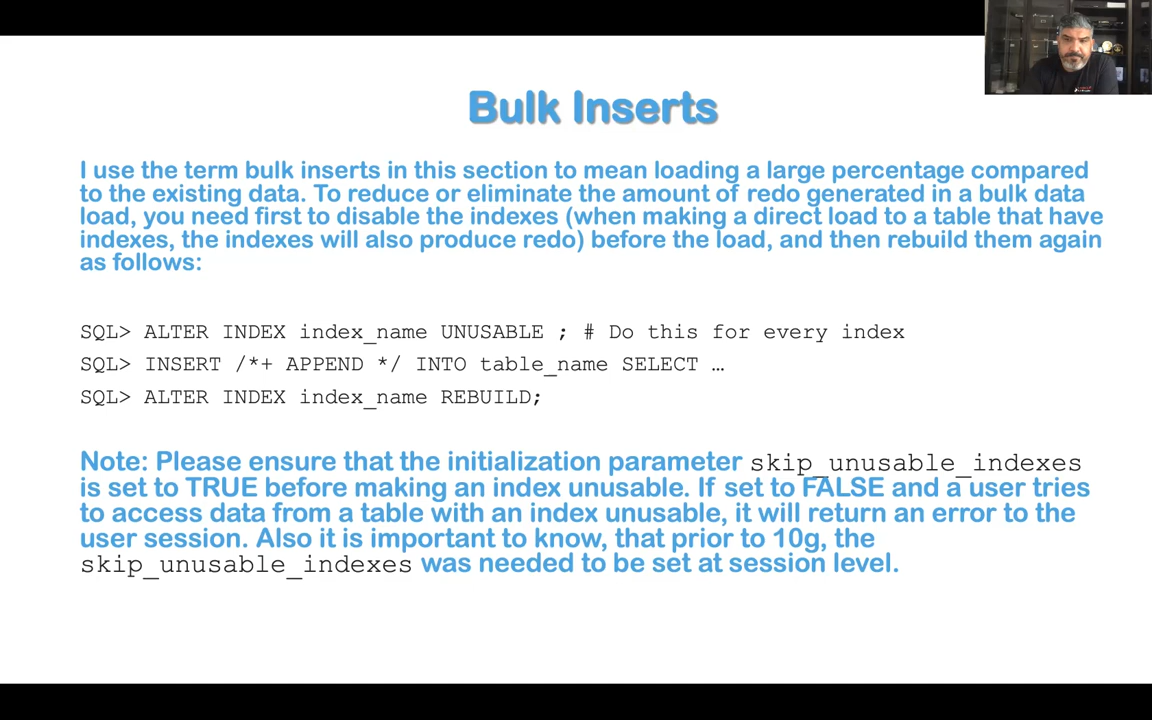 Bulk Inserts
I use the term bulk inserts in this section to mean loading a large percentage compared
to the existing data. To reduce or eliminate the amount of redo generated in a bulk data
load, you need first to disable the indexes (when making a direct load to a table that have
indexes, the indexes will also produce redo) before the load, and then rebuild them again
as follows:
SQL> ALTER INDEX index_name UNUSABLE ; # Do this for every index
SQL> INSERT /*+ APPEND */ INTO table_name SELECT …
SQL> ALTER INDEX index_name REBUILD;
Note: Please ensure that the initialization parameter skip_unusable_indexes
is set to TRUE before making an index unusable. If set to FALSE and a user tries
to access data from a table with an index unusable, it will return an error to the
user session. Also it is important to know, that prior to 10g, the
skip_unusable_indexes was needed to be set at session level.